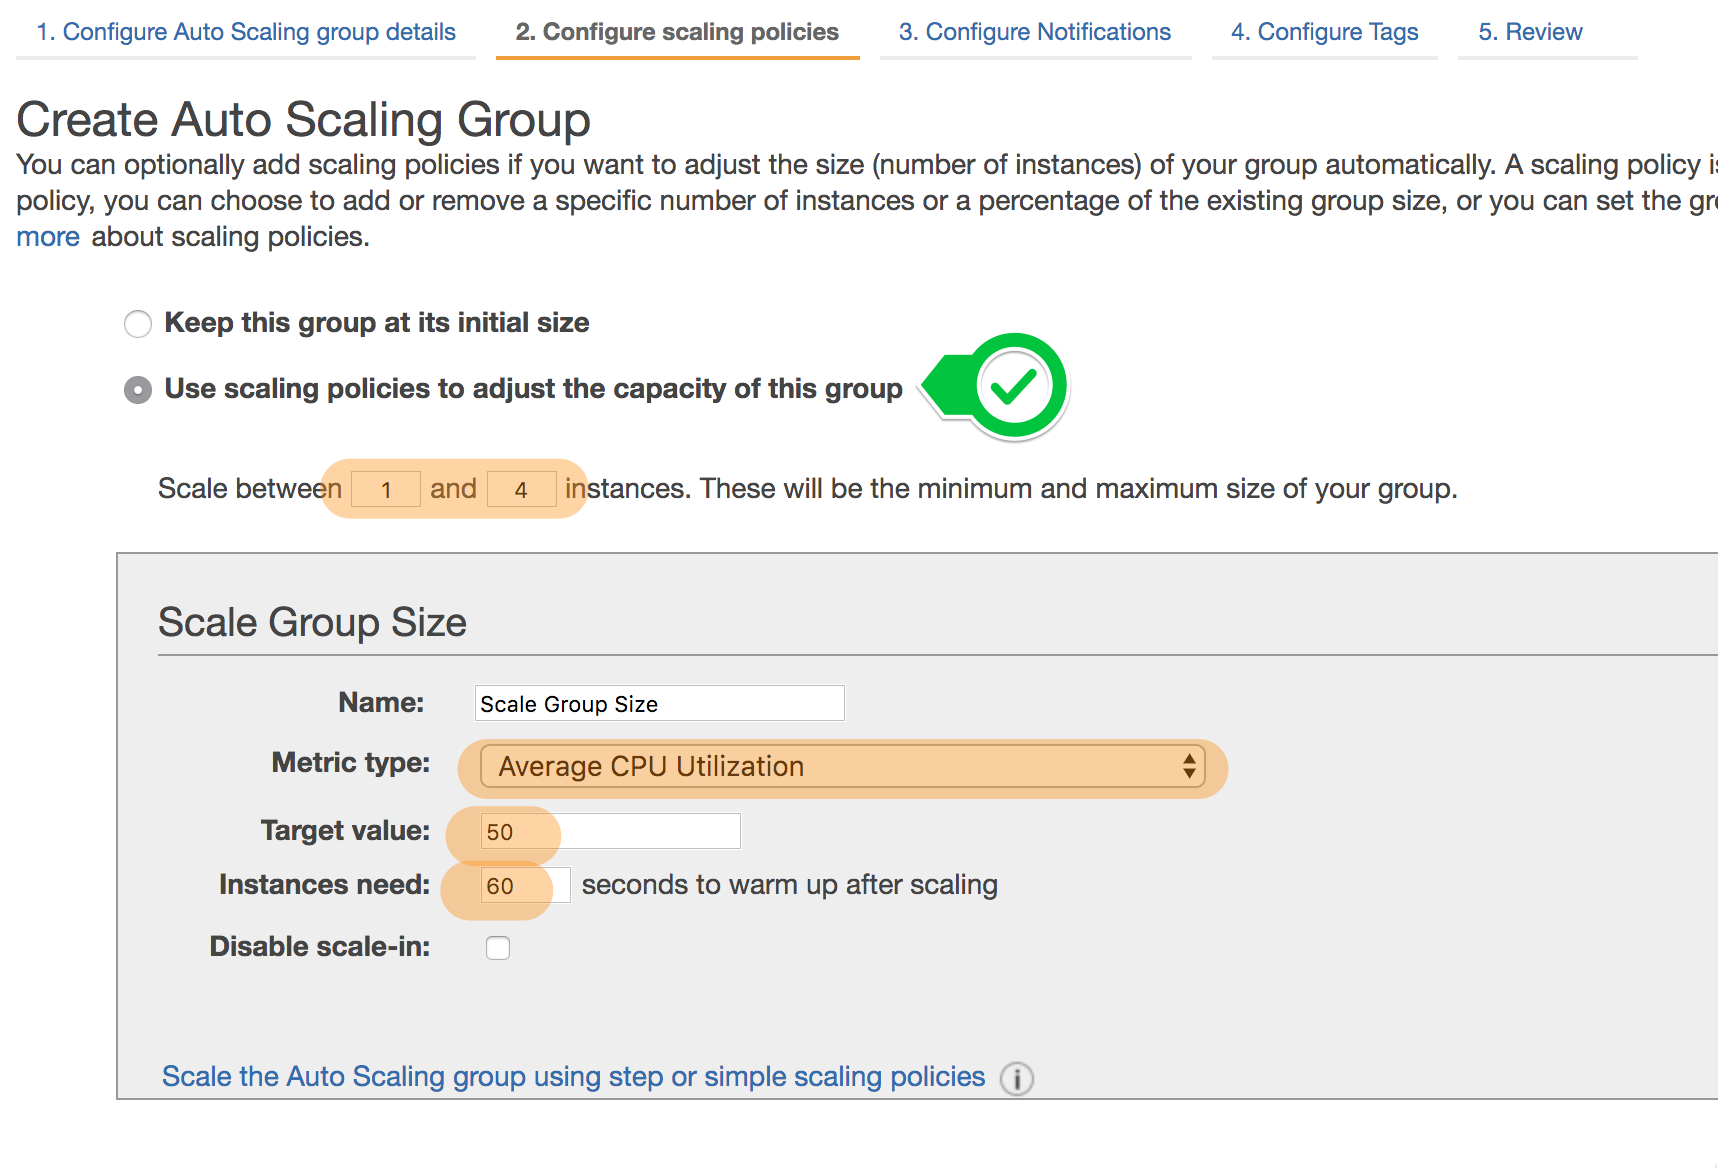 1. Configure Auto Scaling group details 2. Configure scaling policies 3. Configure Notifications 4. Configure Tags 5. Review
Create Auto Scaling Group
You can optionally add scaling policies if you want to adjust the size (number of instances) of your group automatically. A scaling policy
policy, you can choose to add or remove a specific number of instances or a percentage of the existing group size, or you can set the
more about scaling policies.
Keep this group at its initial size
Use scaling policies to adjust the capacity of this group
Scale between 1 and 4 instances. These will be the minimum and maximum size of your group.
Scale Group Size
Name: Scale Group Size
Metric type: Average CPU Utilization
Target value: 50
Instances need: 60 seconds to warm up after scaling
Disable scale-in:
Scale the Auto Scaling group using step or simple scaling policies i